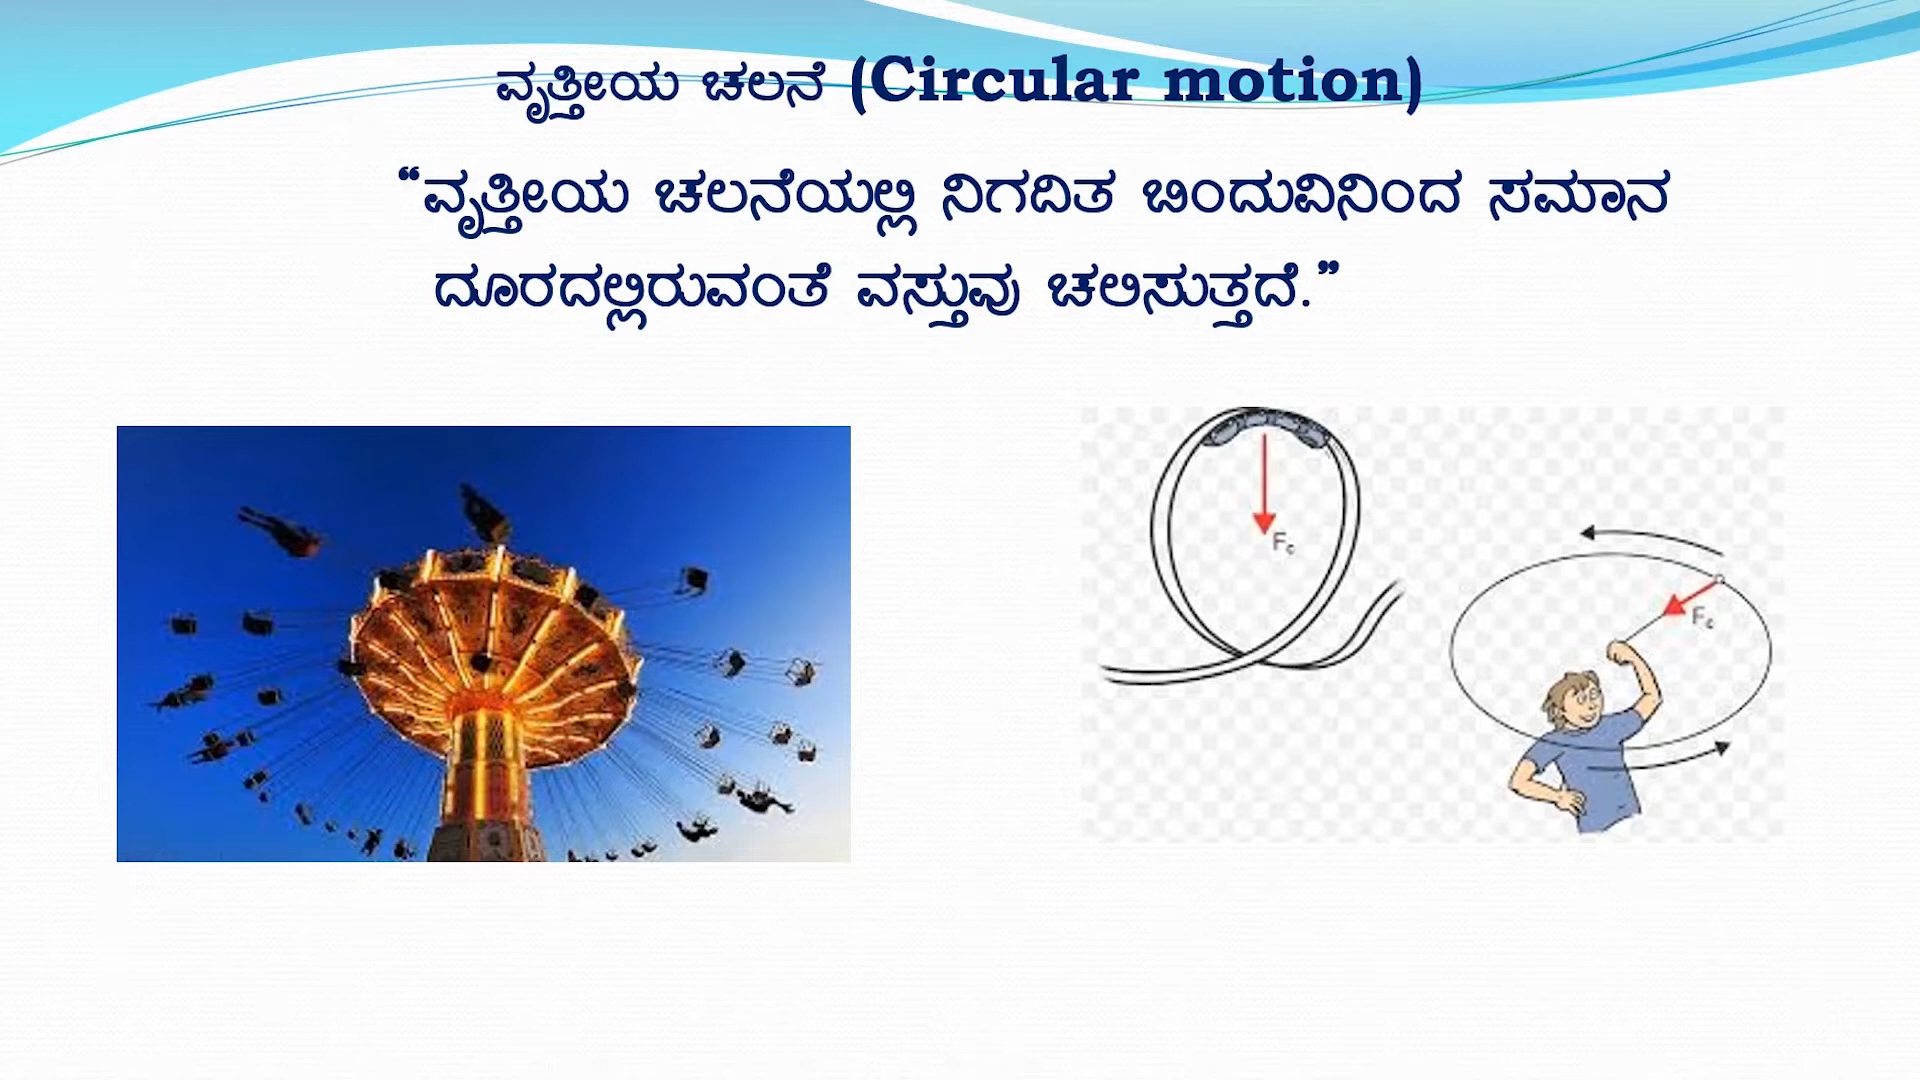 ವೃತ್ತೀಯ ಚಲನೆ (Circular motion)
“ವೃತ್ತೀಯ ಚಲನೆಯಲ್ಲಿ ನಿಗದಿತ ಬಿಂದುವಿನಿಂದ ಸಮಾನ
ದೂರದಲ್ಲಿರುವಂತೆ ವಸ್ತುವು ಚಲಿಸುತ್ತದೆ.”
Fc
Fc